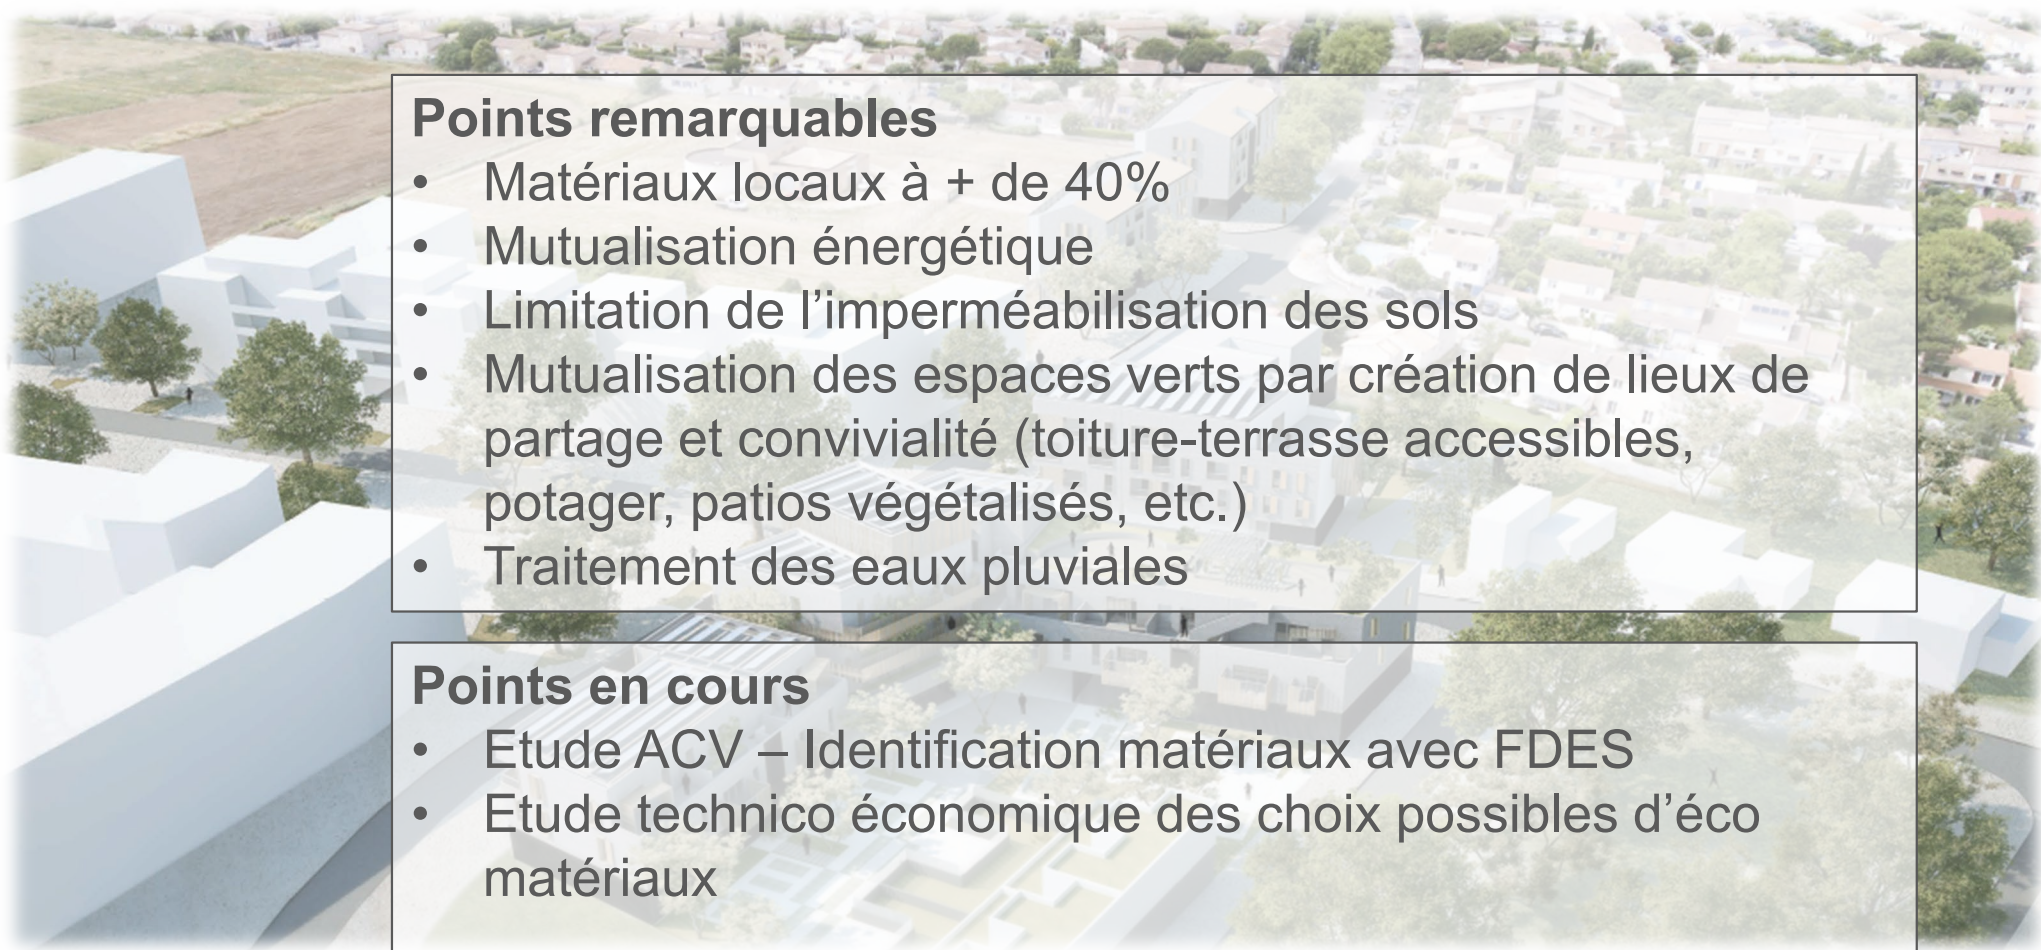 Points remarquables
• Matériaux locaux à + de 40%
• Mutualisation énergétique
• Limitation de l’imperméabilisation des sols
• Mutualisation des espaces verts par création de lieux de
partage et convivialité (toiture-terrasse accessibles,
potager, patios végétalisés, etc.)
• Traitement des eaux pluviales
Points en cours
• Etude ACV – Identification matériaux avec FDES
• Etude technico économique des choix possibles d’éco
matériaux